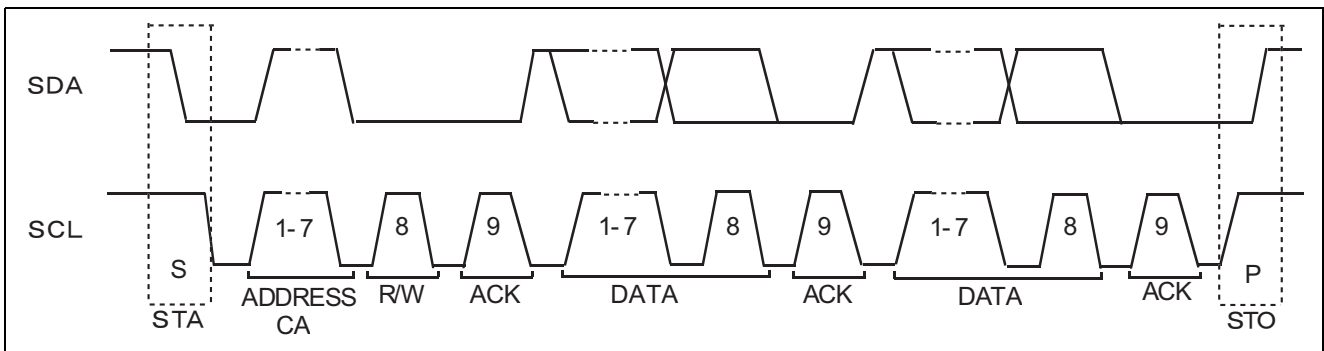 SDA
SCL
S
1-7
8
9
1-7
8
9
1-7
8
9
P
STA
ADDRESS
CA
R/W
ACK
DATA
ACK
DATA
ACK
STO